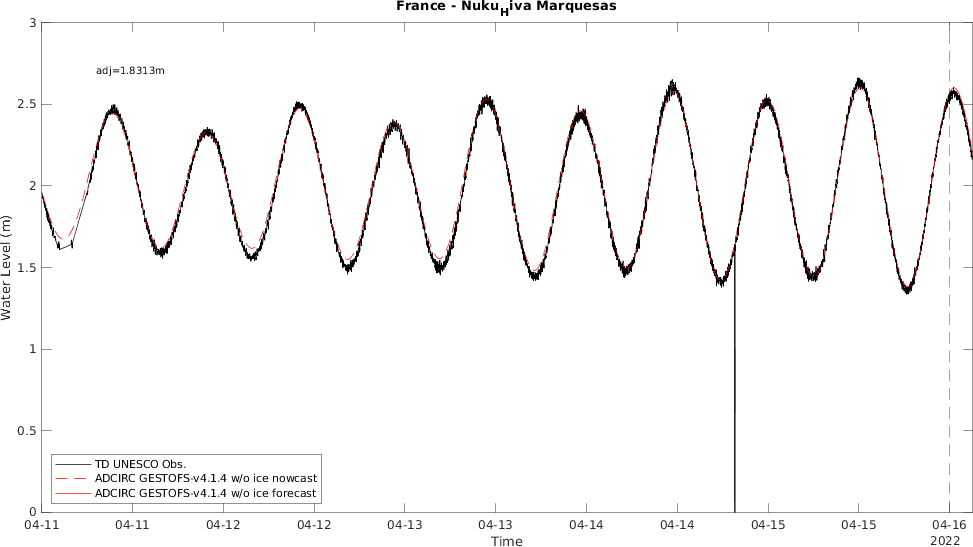 France - Nuku_Hiva Marquesas
adj=1.8313m
3
2.5
2
1.5
1
0.5
0
Water Level (m)
TD UNESCO Obs.
ADCIRC GESTOFS-v4.1.4 w/o ice nowcast
ADCIRC GESTOFS-v4.1.4 w/o ice forecast
04-11 04-11 04-12 04-12 04-13 04-13 04-14 04-14 04-15 04-15 04-16
Time 2022